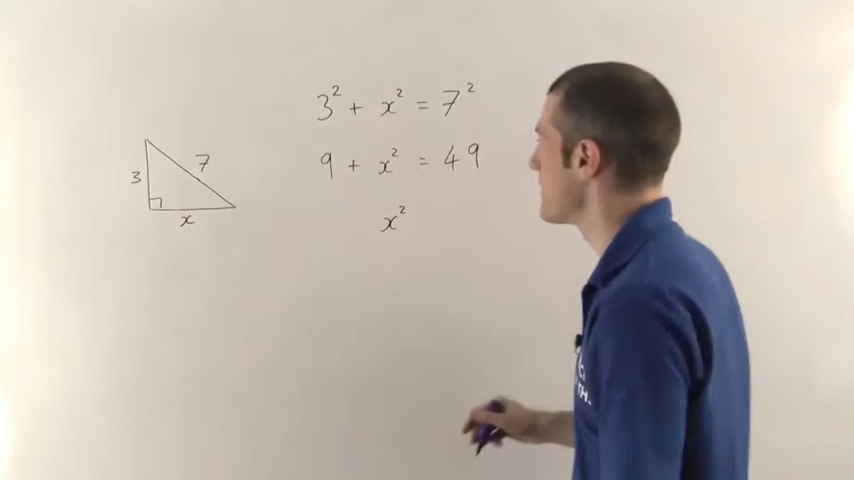 3² + x² = 7²
9 + x² = 49
x²
7
3
x